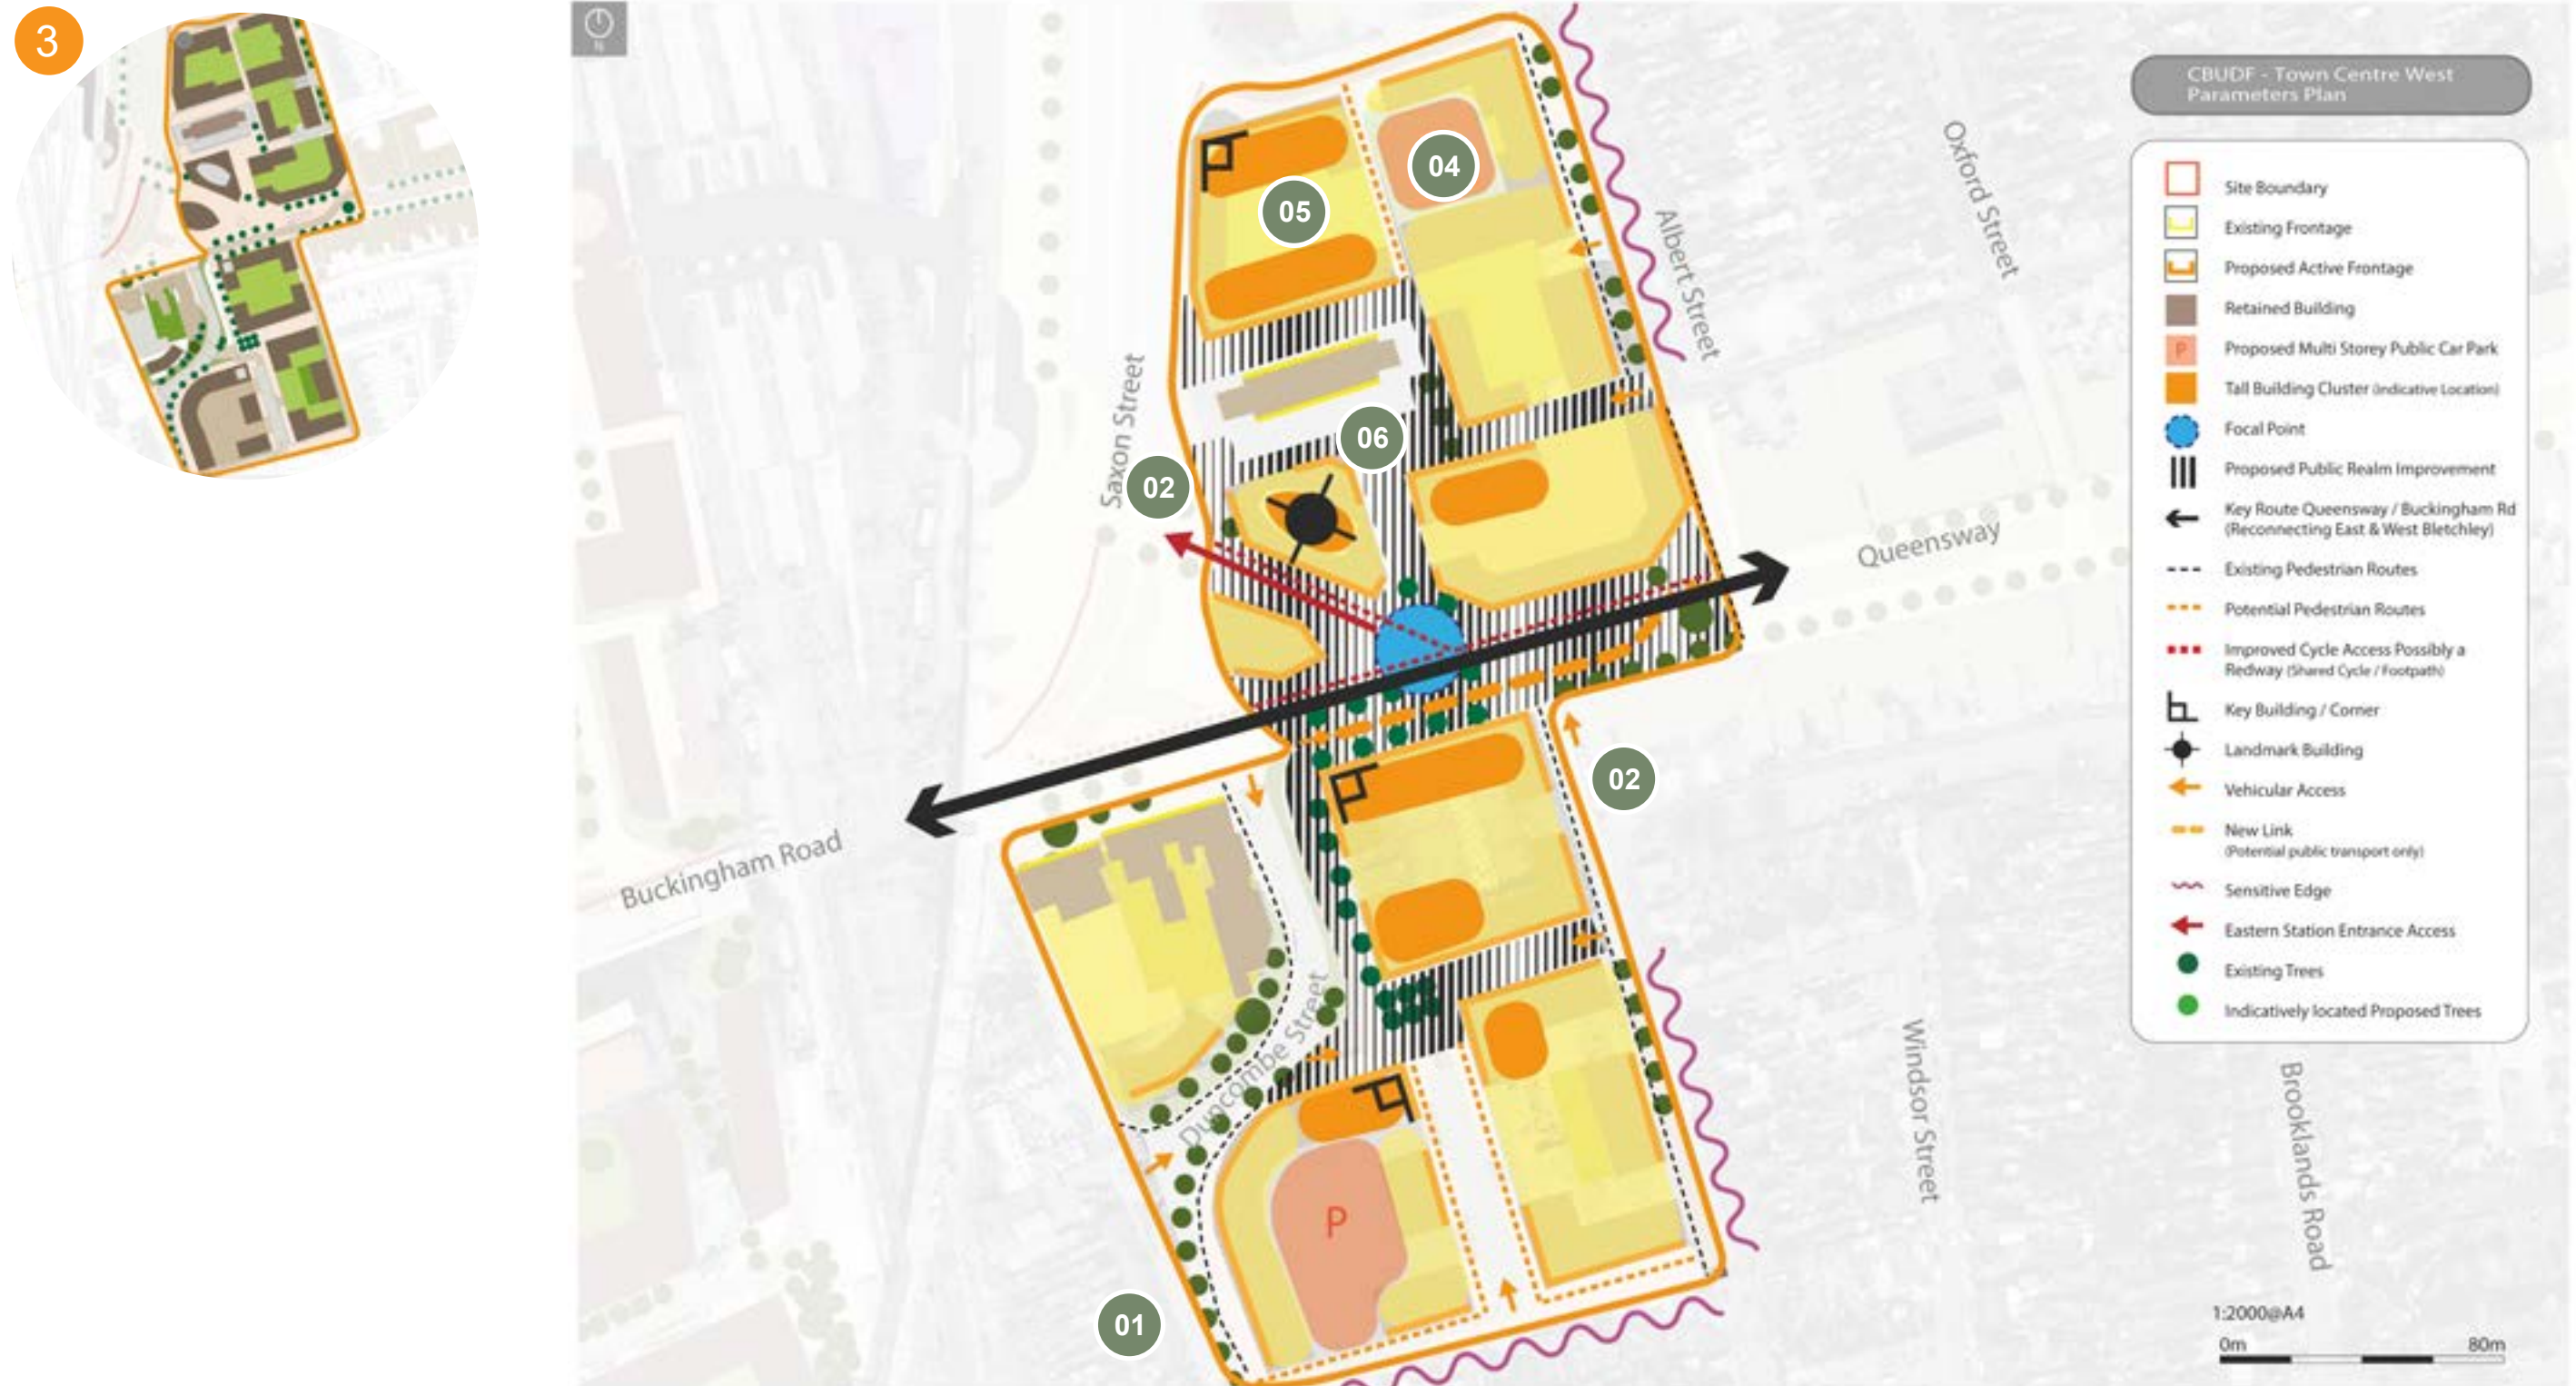 3
N
CBUDF - Town Centre West
Parameters Plan
Site Boundary
Existing Frontage
Proposed Active Frontage
Retained Building
P
Proposed Multi Storey Public Car Park
Tall Building Cluster (Indicative Location)
Focal Point
Proposed Public Realm Improvement
Key Route Queensway / Buckingham Rd
(Reconnecting East & West Bletchley)
Existing Pedestrian Routes
Potential Pedestrian Routes
Improved Cycle Access Possibly a
Redway (Shared Cycle / Footpath)
Key Building / Corner
Landmark Building
Vehicular Access
New Link
(Potential public transport only)
Sensitive Edge
Eastern Station Entrance Access
Existing Trees
Indicatively located Proposed Trees
04
05
06
02
02
01
P
Saxon Street
Albert Street
Oxford Street
Queensway
Buckingham Road
Duncombe Street
Windsor Street
Brooklands Road
1:2000@A4
0m 80m